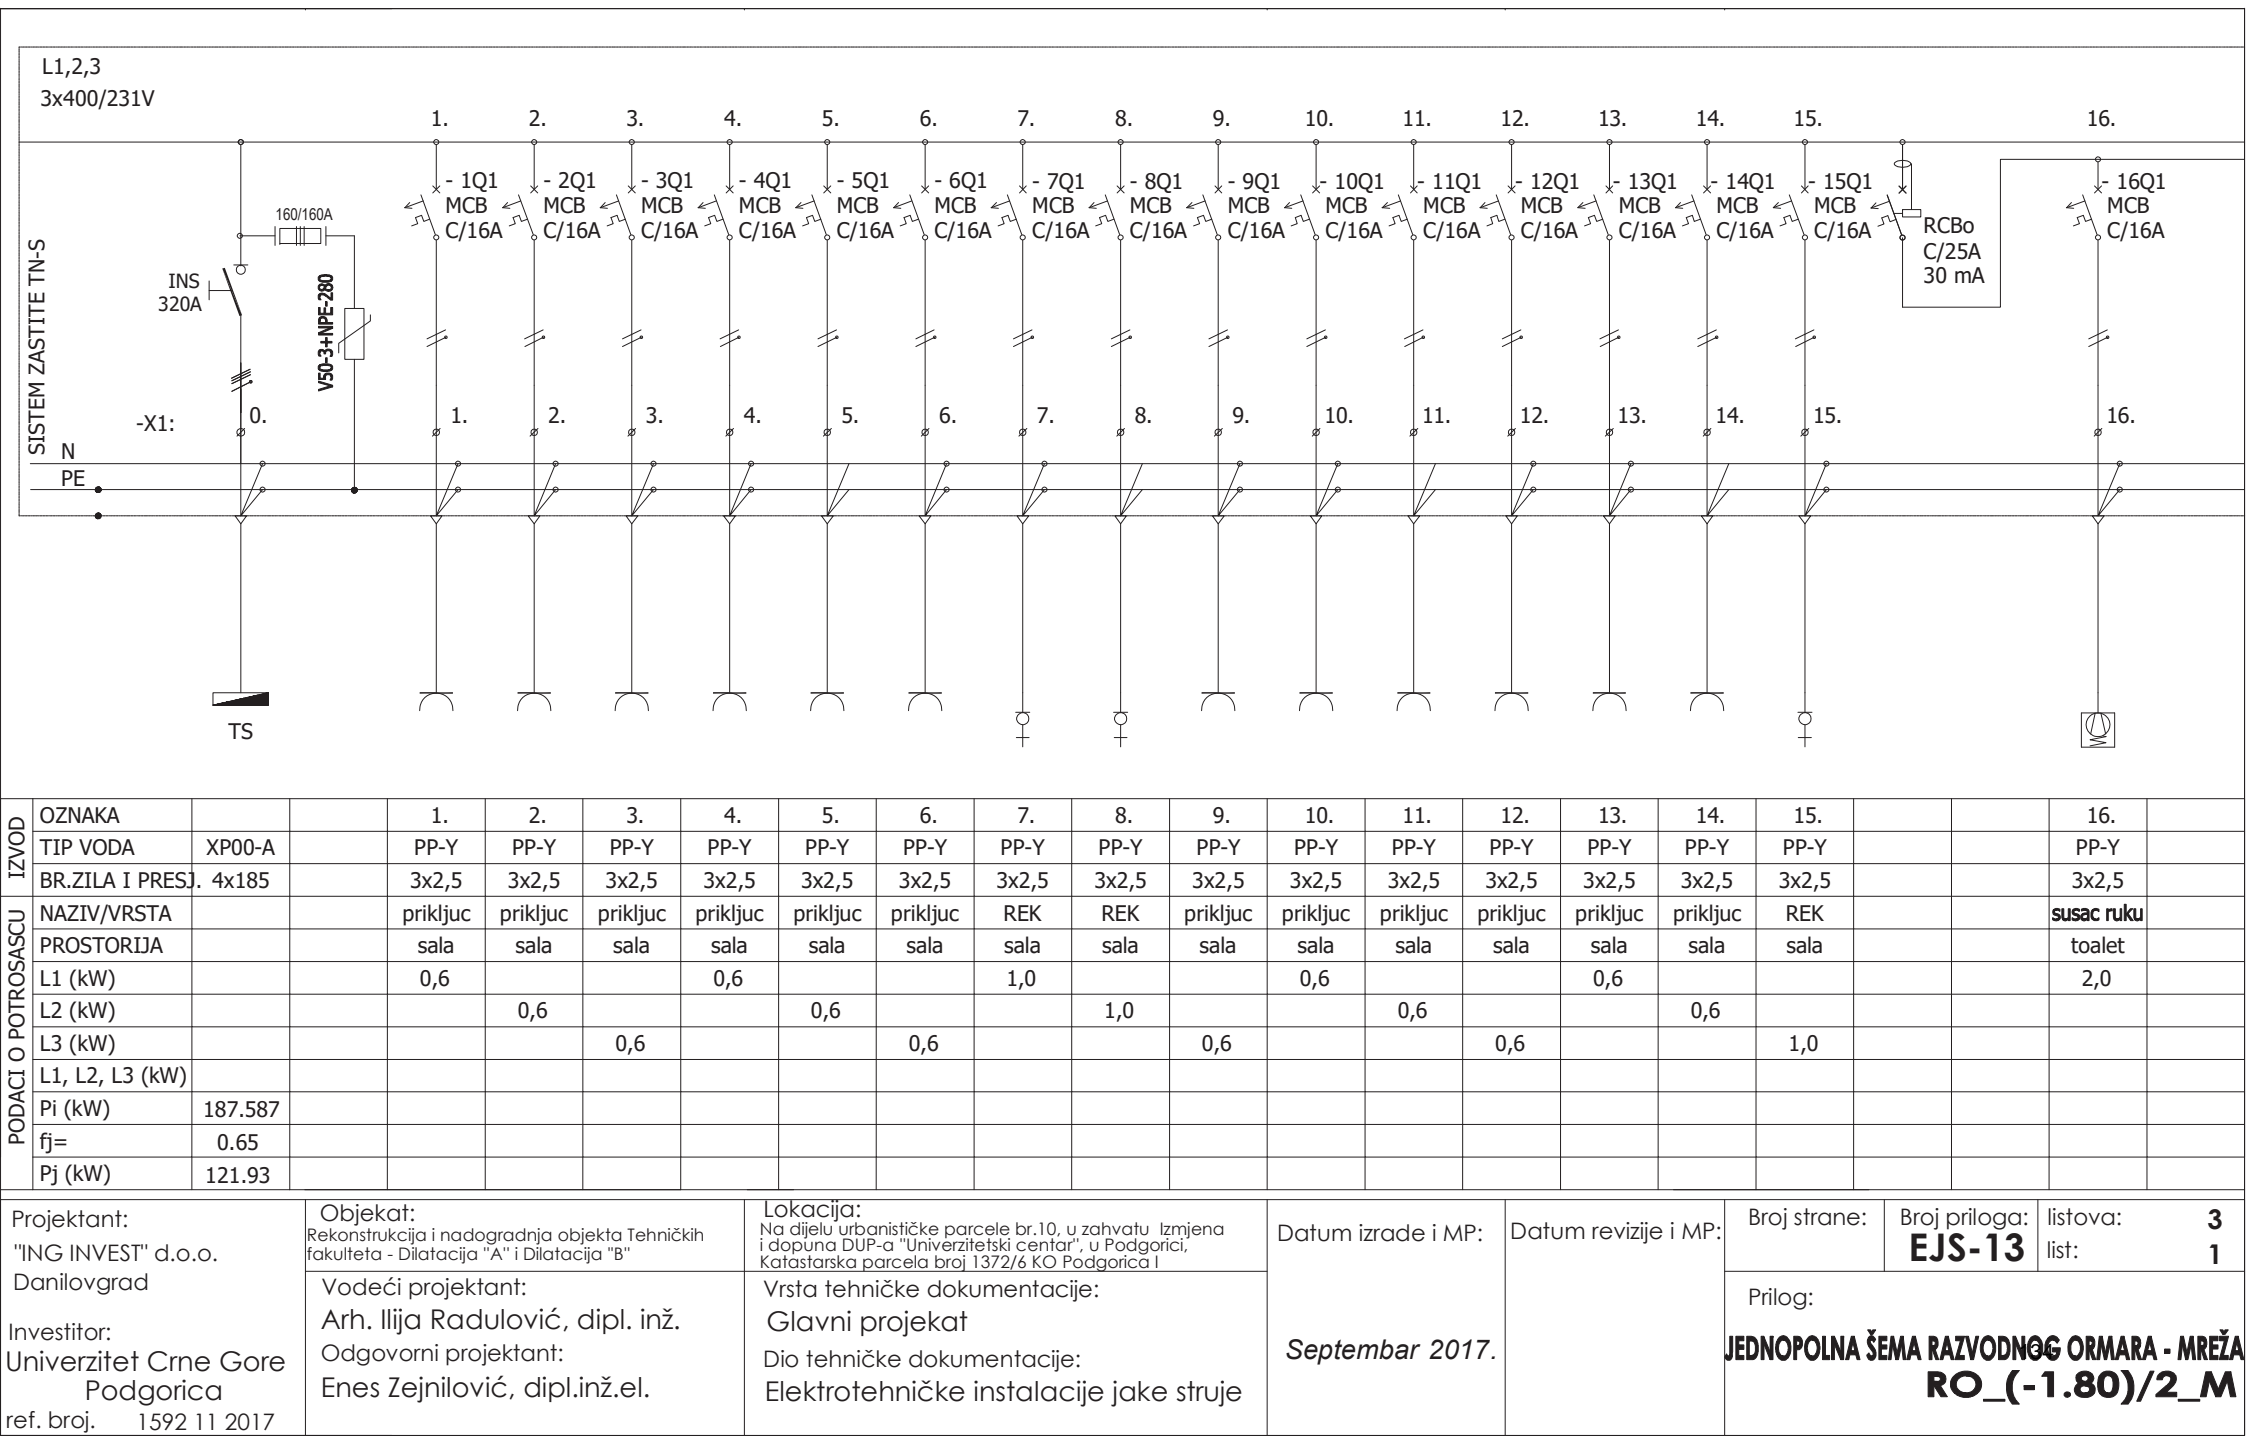 L1,2,3
3x400/231V
1. 2. 3. 4. 5. 6. 7. 8. 9. 10. 11. 12. 13. 14. 15. 16.
- 1Q1 - 2Q1 - 3Q1 - 4Q1 - 5Q1 - 6Q1 - 7Q1 - 8Q1 - 9Q1 - 10Q1 - 11Q1 - 12Q1 - 13Q1 - 14Q1 - 15Q1 - 16Q1
MCB MCB MCB MCB MCB MCB MCB MCB MCB MCB MCB MCB MCB MCB MCB MCB
C/16A C/16A C/16A C/16A C/16A C/16A C/16A C/16A C/16A C/16A C/16A C/16A C/16A C/16A C/16A C/16A
160/160A
RCBo
C/25A
30 mA
INS
320A
V50-3+NPE-280
SISTEM ZASTITE TN-S
-X1: 0. 1. 2. 3. 4. 5. 6. 7. 8. 9. 10. 11. 12. 13. 14. 15. 16.
N
PE
TS
IZVOD
OZNAKA 1. 2. 3. 4. 5. 6. 7. 8. 9. 10. 11. 12. 13. 14. 15. 16.
TIP VODA XP00-A PP-Y PP-Y PP-Y PP-Y PP-Y PP-Y PP-Y PP-Y PP-Y PP-Y PP-Y PP-Y PP-Y PP-Y PP-Y PP-Y
BR.ZILA I PRESJ. 4x185 3x2,5 3x2,5 3x2,5 3x2,5 3x2,5 3x2,5 3x2,5 3x2,5 3x2,5 3x2,5 3x2,5 3x2,5 3x2,5 3x2,5 3x2,5 3x2,5
PODACI O POTROSASCU
NAZIV/VRSTA prikljuc prikljuc prikljuc prikljuc prikljuc prikljuc REK REK prikljuc prikljuc prikljuc prikljuc prikljuc prikljuc REK susac ruku
PROSTORIJA sala sala sala sala sala sala sala sala sala sala sala sala sala sala sala toalet
L1 (kW) 0,6 0,6 1,0 0,6 0,6 2,0
L2 (kW) 0,6 0,6 1,0 0,6 0,6
L3 (kW) 0,6 0,6 0,6 0,6 1,0
L1, L2, L3 (kW)
Pi (kW) 187.587
fj= 0.65
Pj (kW) 121.93
Projektant:
"ING INVEST" d.o.o.
Danilovgrad
Investitor:
Univerzitet Crne Gore
Podgorica
ref. broj. 1592 11 2017
Objekat:
Rekonstrukcija i nadogradnja objekta Tehničkih
fakulteta - Dilatacija "A" i Dilatacija "B"
Vodeći projektant:
Arh. Ilija Radulović, dipl. inž.
Odgovorni projektant:
Enes Zejnilović, dipl.inž.el.
Lokacija:
Na dijelu urbanističke parcele br.10, u zahvatu Izmjena
i dopuna DUP-a "Univerzitetski centar", u Podgorici,
Katastarska parcela broj 1372/6 KO Podgorica I
Vrsta tehničke dokumentacije:
Glavni projekat
Dio tehničke dokumentacije:
Elektrotehničke instalacije jake struje
Datum izrade i MP:
Septembar 2017.
Datum revizije i MP:
Broj strane:
Broj priloga:
EJS-13
listova: 3
list: 1
Prilog:
JEDNOPOLNA ŠEMA RAZVODNOG ORMARA - MREŽA
RO_(-1.80)/2_M